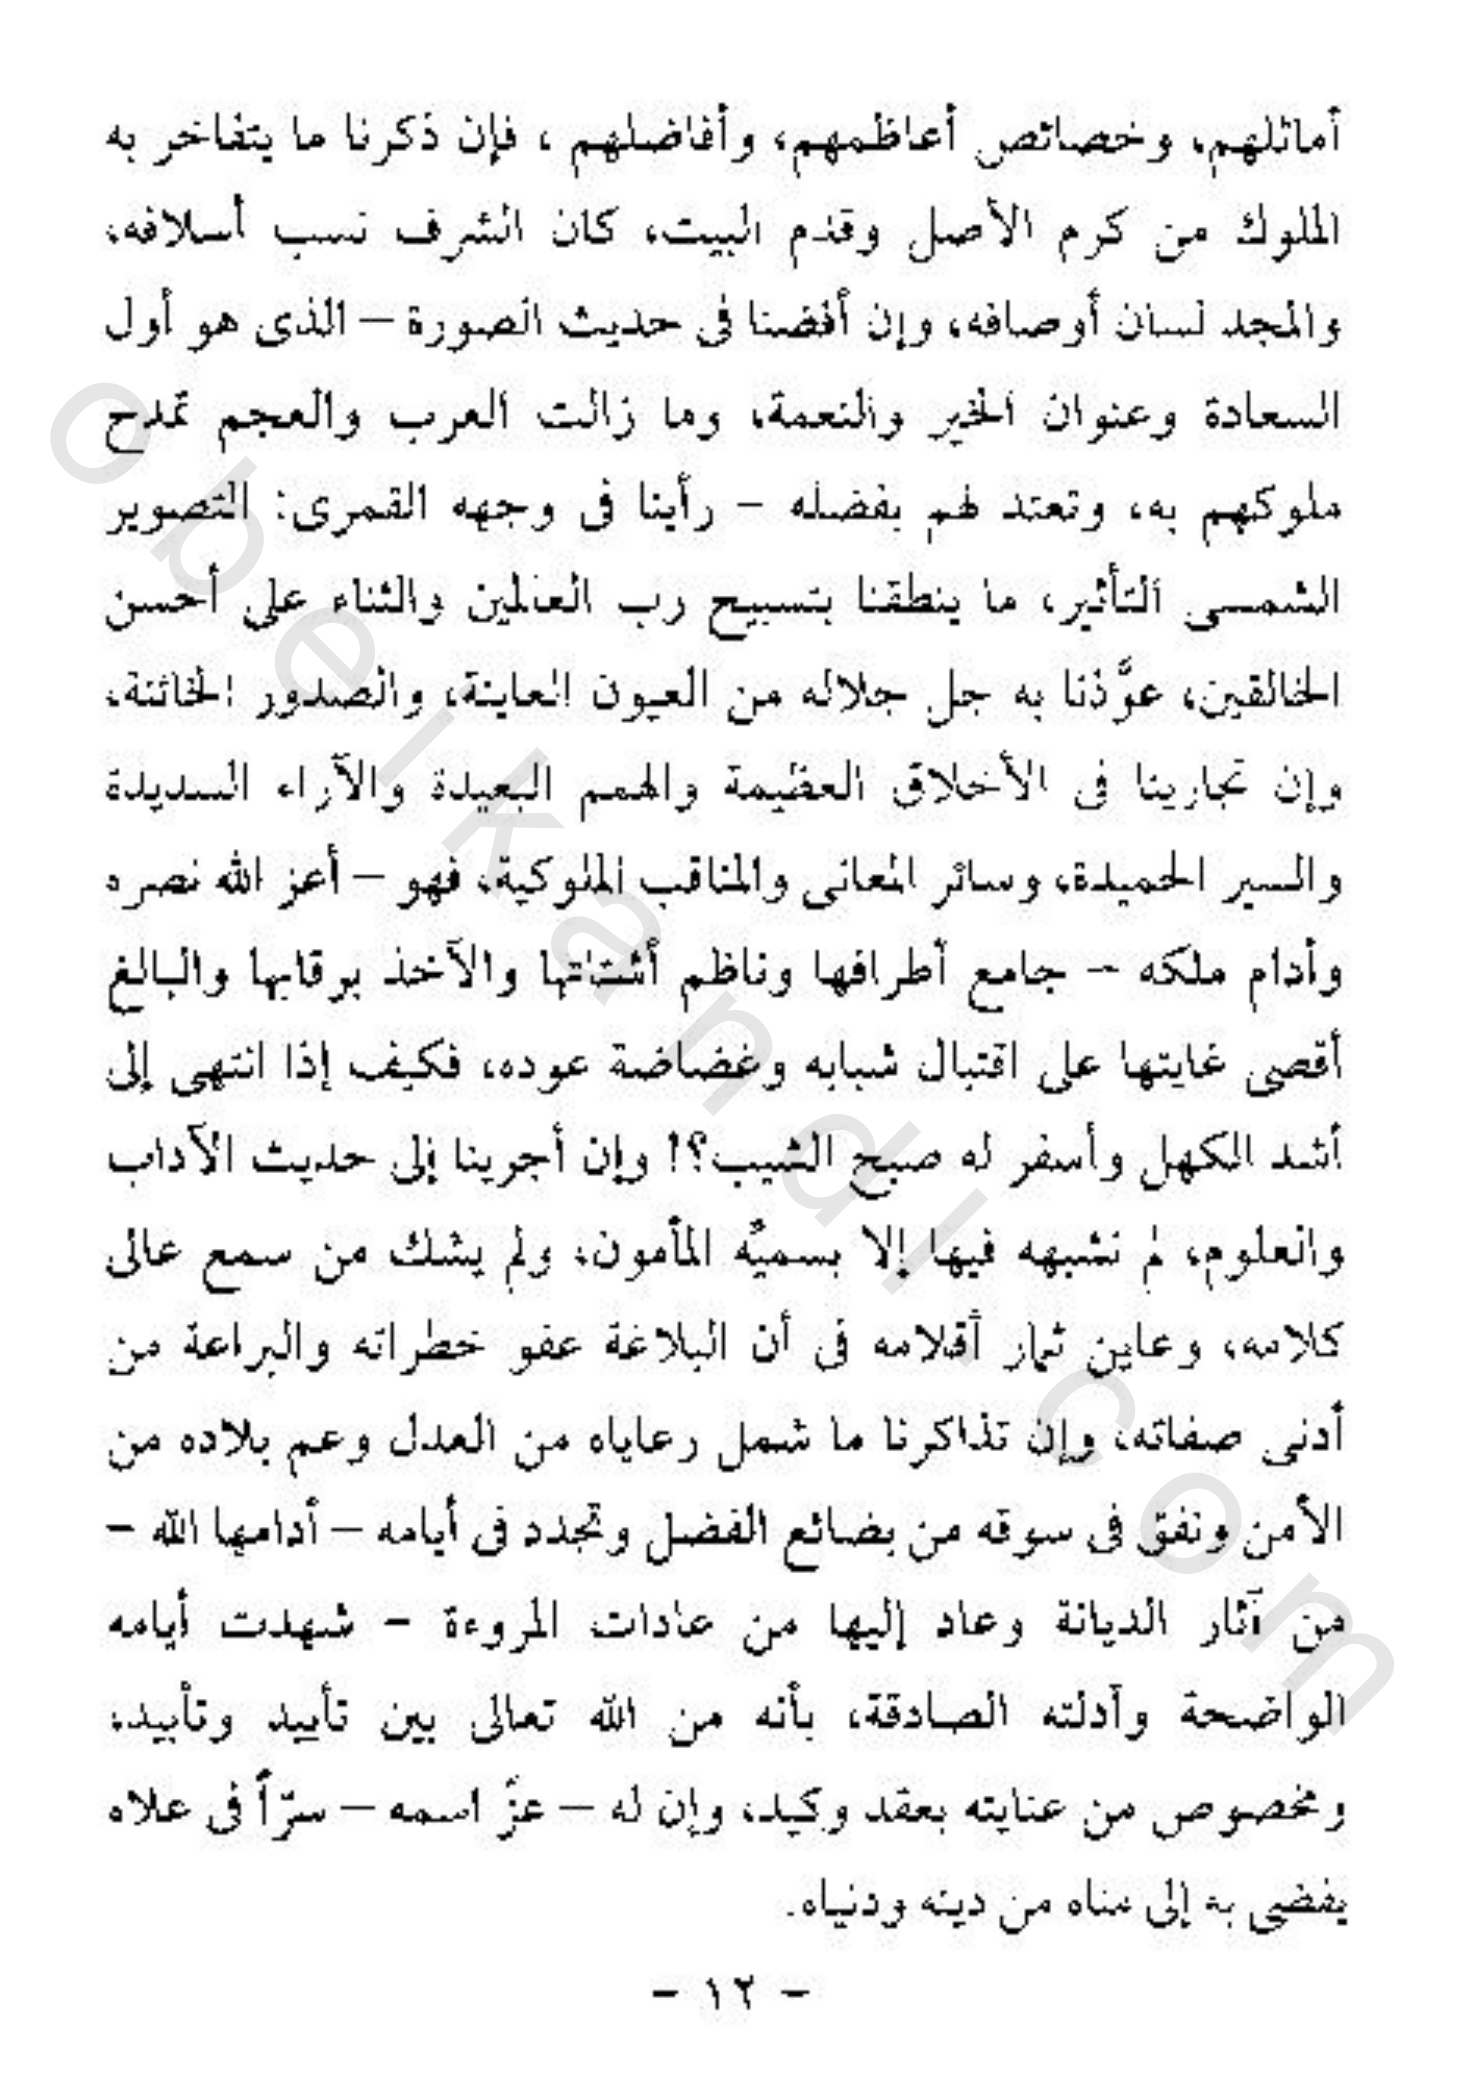 أماثلهم، وخصائص أعاظمهم، وأفاضلهم ، فإن ذكرنا ما يتفاخر به
الملوك من كرم الأصل وقدم البيت، كان الشرف نسب أسلافه،
والمجد لسان أوصافه، وإن أفضنا فى حديث الصورة – الذى هو أول
السعادة وعنوان الخير والنعمة، وما زالت العرب والعجم تمدح
ملوكهم به، وتعتد لهم بفضله – رأينا فى وجهه القمرى: التصوير
الشمسى التأثير، ما ينطقنا بتسبيح رب العالمين والثناء على أحسن
الخالقين، عوَّذنا به جل جلاله من العيون العاينة، والصدور الخائنة،
وإن تجارينا فى الأخلاق العظيمة والهمم البعيدة والآراء السديدة
والسير الحميدة، وسائر المعانى والمناقب الملوكية، فهو – أعز الله نصره
وأدام ملكه – جامع أطرافها وناظم أشتاتها والآخذ برقابها والبالغ
أقصى غايتها على اقتبال شبابه وغضاضة عوده، فكيف إذا انتهى إلى
أشد الكهل وأسفر له صبح الشيب؟! وإن أجرينا إلى حديث الآداب
والعلوم، لم نشبهه فيها إلا بسميِّه المأمون، ولم يشك من سمع عالى
كلامه، وعاين ثمار أقلامه فى أن البلاغة عفو خطراته والبراعة من
أدنى صفاته، وإن تذاكرنا ما شمل رعاياه من العدل وعم بلاده من
الأمن ونفق فى سوقه من بضائع الفضل وتجدد فى أيامه – أدامها الله –
من آثار الديانة وعاد إليها من عادات المروءة – شهدت أيامه
الواضحة وأدلته الصادقة، بأنه من الله تعالى بين تأييد وتأبيد،
ومخصوص من عنايته بعقد وكيد، وإن له – عزَّ اسمه – سرّاً فى علاه
يفضى به إلى مناه من دينه ودنياه.
– ١٢ –
obeikandl.com